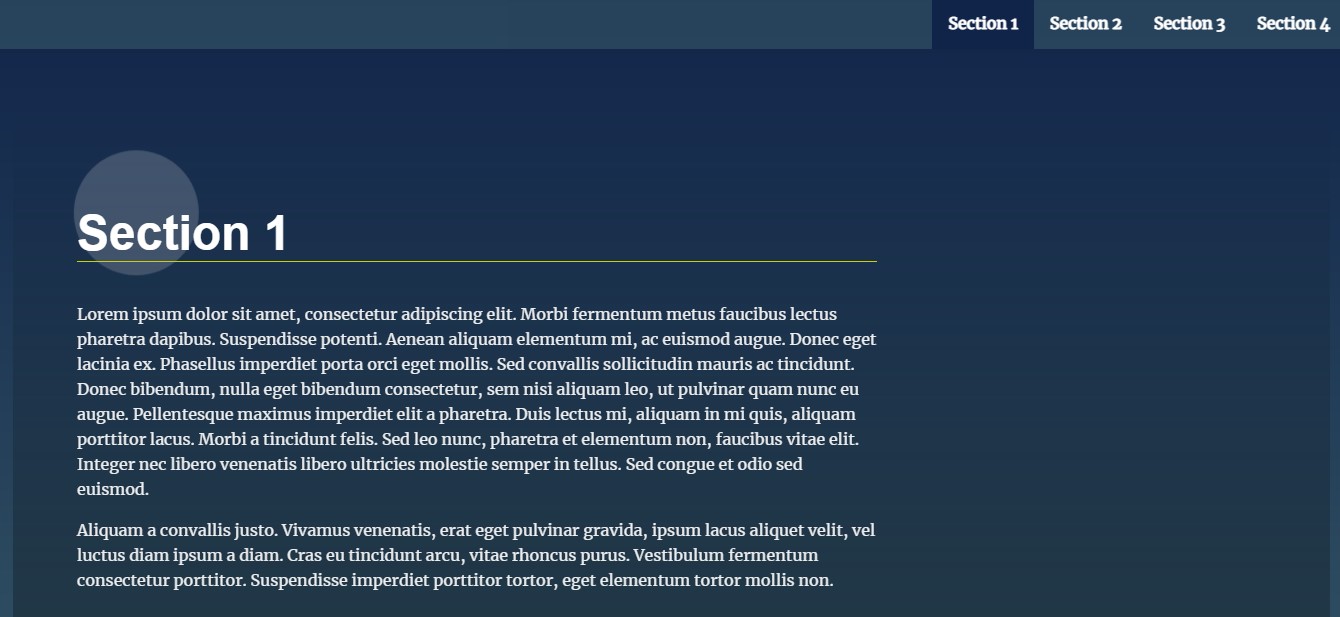 Section 1 Section 2 Section 3 Section 4
Section 1
Lorem ipsum dolor sit amet, consectetur adipiscing elit. Morbi fermentum metus faucibus lectus
pharetra dapibus. Suspendisse potenti. Aenean aliquam elementum mi, ac euismod augue. Donec eget
lacinia ex. Phasellus imperdiet porta orci eget mollis. Sed convallis sollicitudin mauris ac tincidunt.
Donec bibendum, nulla eget bibendum consectetur, sem nisi aliquam leo, ut pulvinar quam nunc eu
augue. Pellentesque maximus imperdiet elit a pharetra. Duis lectus mi, aliquam in mi quis, aliquam
porttitor lacus. Morbi a tincidunt felis. Sed leo nunc, pharetra et elementum non, faucibus vitae elit.
Integer nec libero venenatis libero ultricies molestie semper in tellus. Sed congue et odio sed
euismod.
Aliquam a convallis justo. Vivamus venenatis, erat eget pulvinar gravida, ipsum lacus aliquet velit, vel
luctus diam ipsum a diam. Cras eu tincidunt arcu, vitae rhoncus purus. Vestibulum fermentum
consectetur porttitor. Suspendisse imperdiet porttitor tortor, eget elementum tortor mollis non.